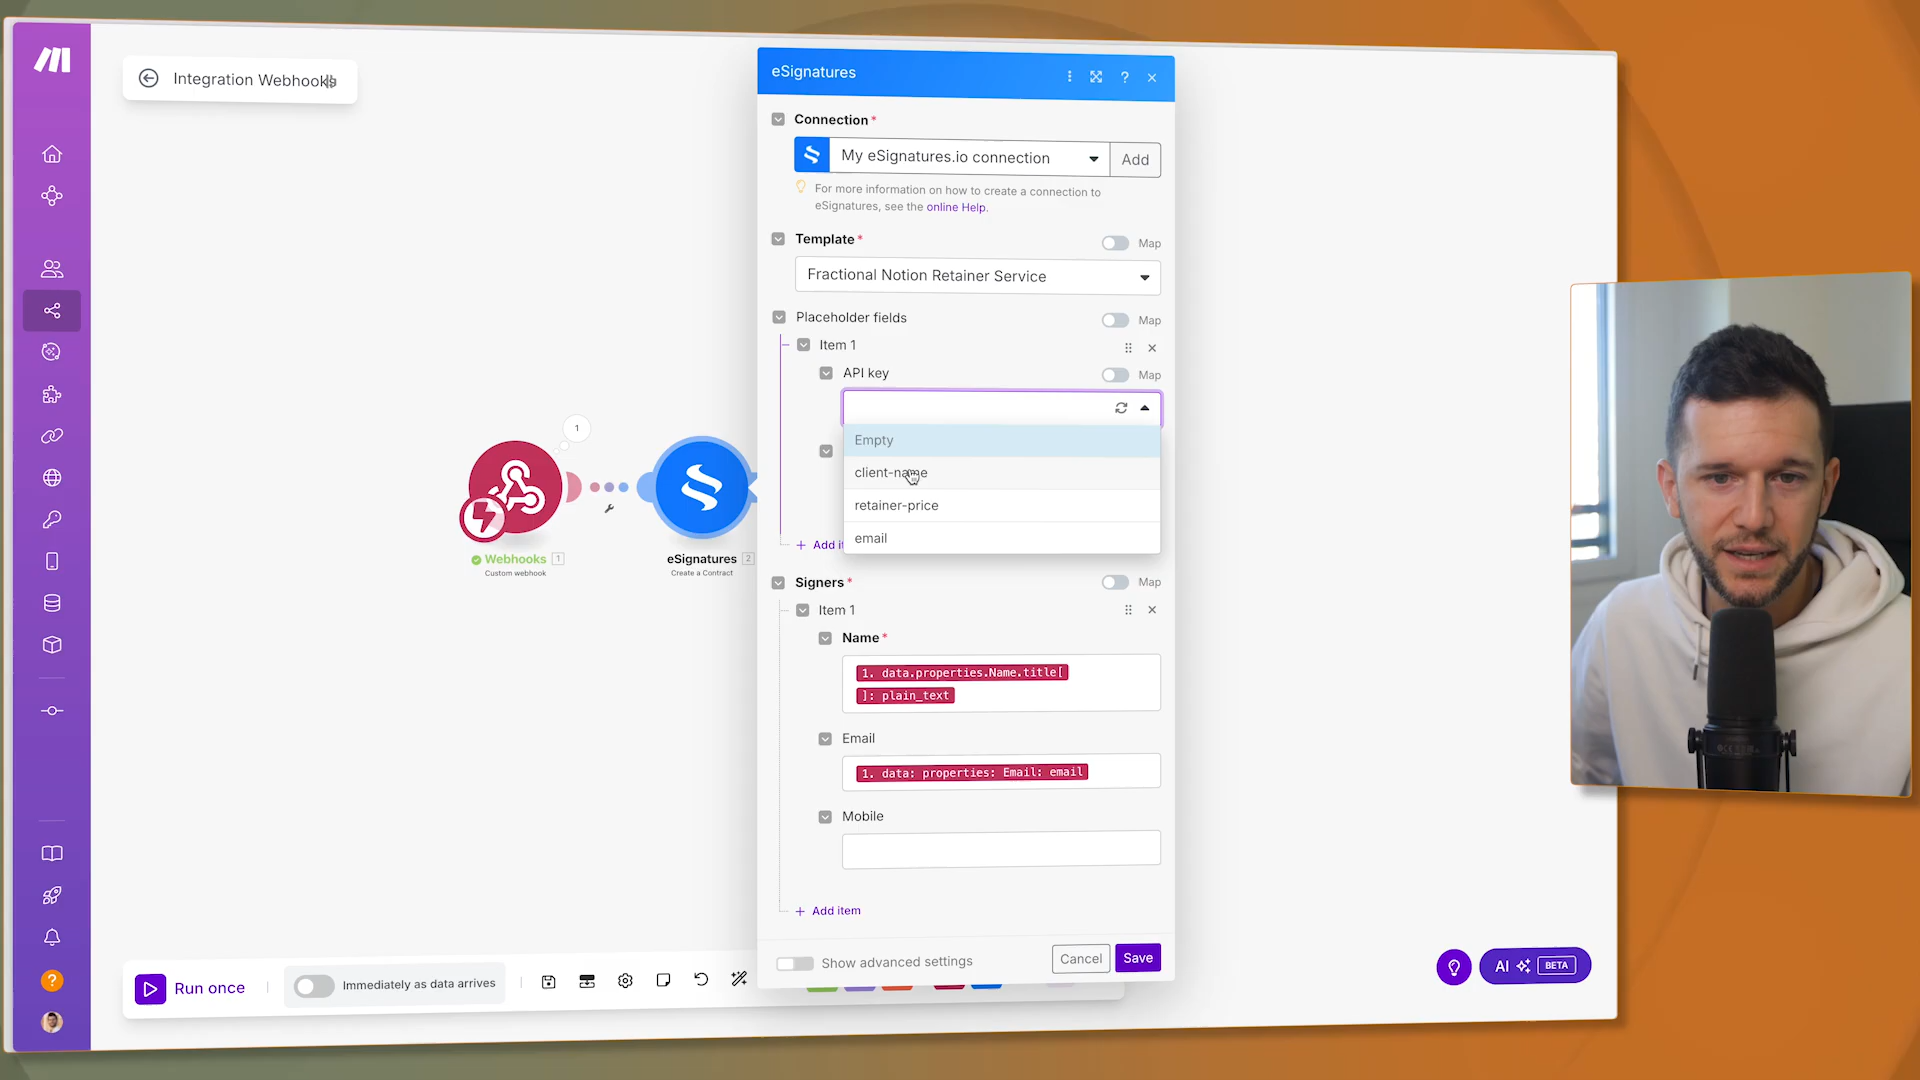 Integration Webhooks
eSignatures
Connection*
My eSignatures.io connection
Add
For more information on how to create a connection to
eSignatures, see the online Help.
Template*
Map
Fractional Notion Retainer Service
Placeholder fields
Map
Item 1
API key
Map
Empty
client-name
retainer-price
email
+ Add i
Signers*
Map
Item 1
Name*
1. data.properties.Name.title[
]: plain_text
Email
1. data: properties: Email: email
Mobile
+ Add item
Show advanced settings
Cancel
Save
1
Webhooks 1
Custom webhook
eSignatures 2
Create a Contract
Run once
Immediately as data arrives
AI
BETA